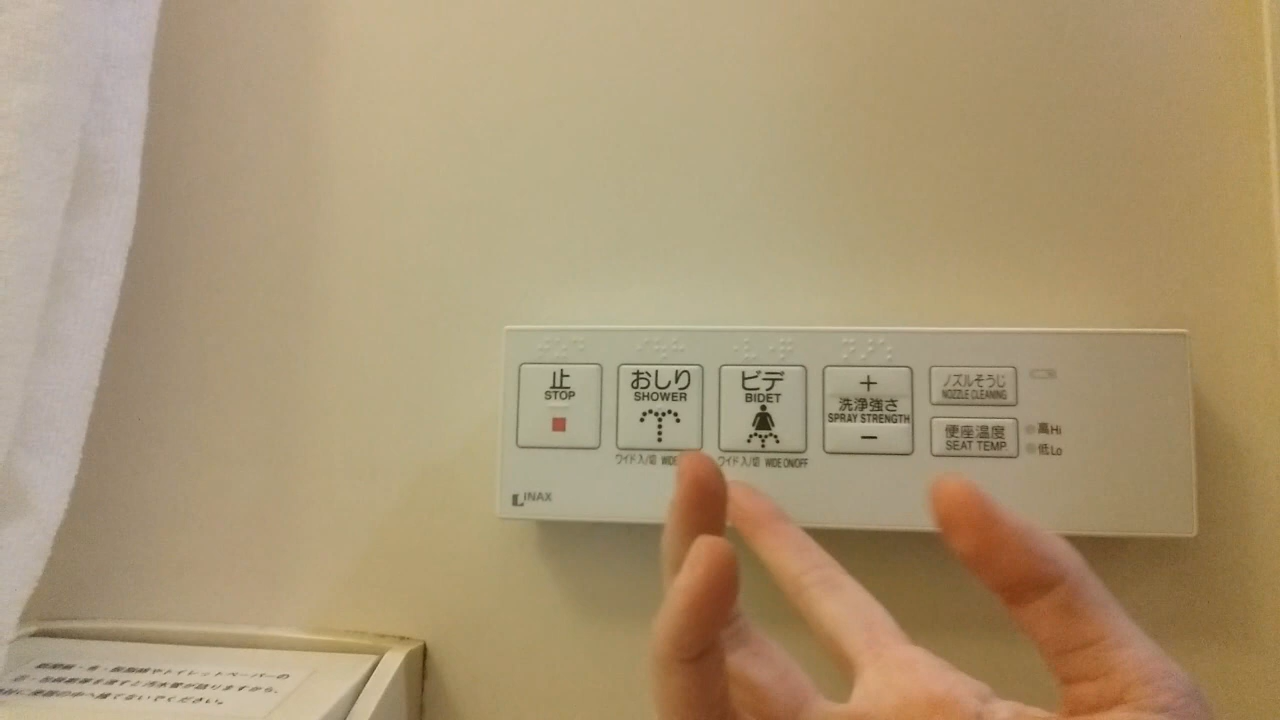 止
STOP
おしり
SHOWER
ワイド入/切
ビデ
BIDET
ワイド入/切 WIDE ON/OFF
+
洗浄強さ
SPRAY STRENGTH
−
ノズルそうじ
NOZZLE CLEANING
便座温度
SEAT TEMP.
高Hi
低Lo
INAX